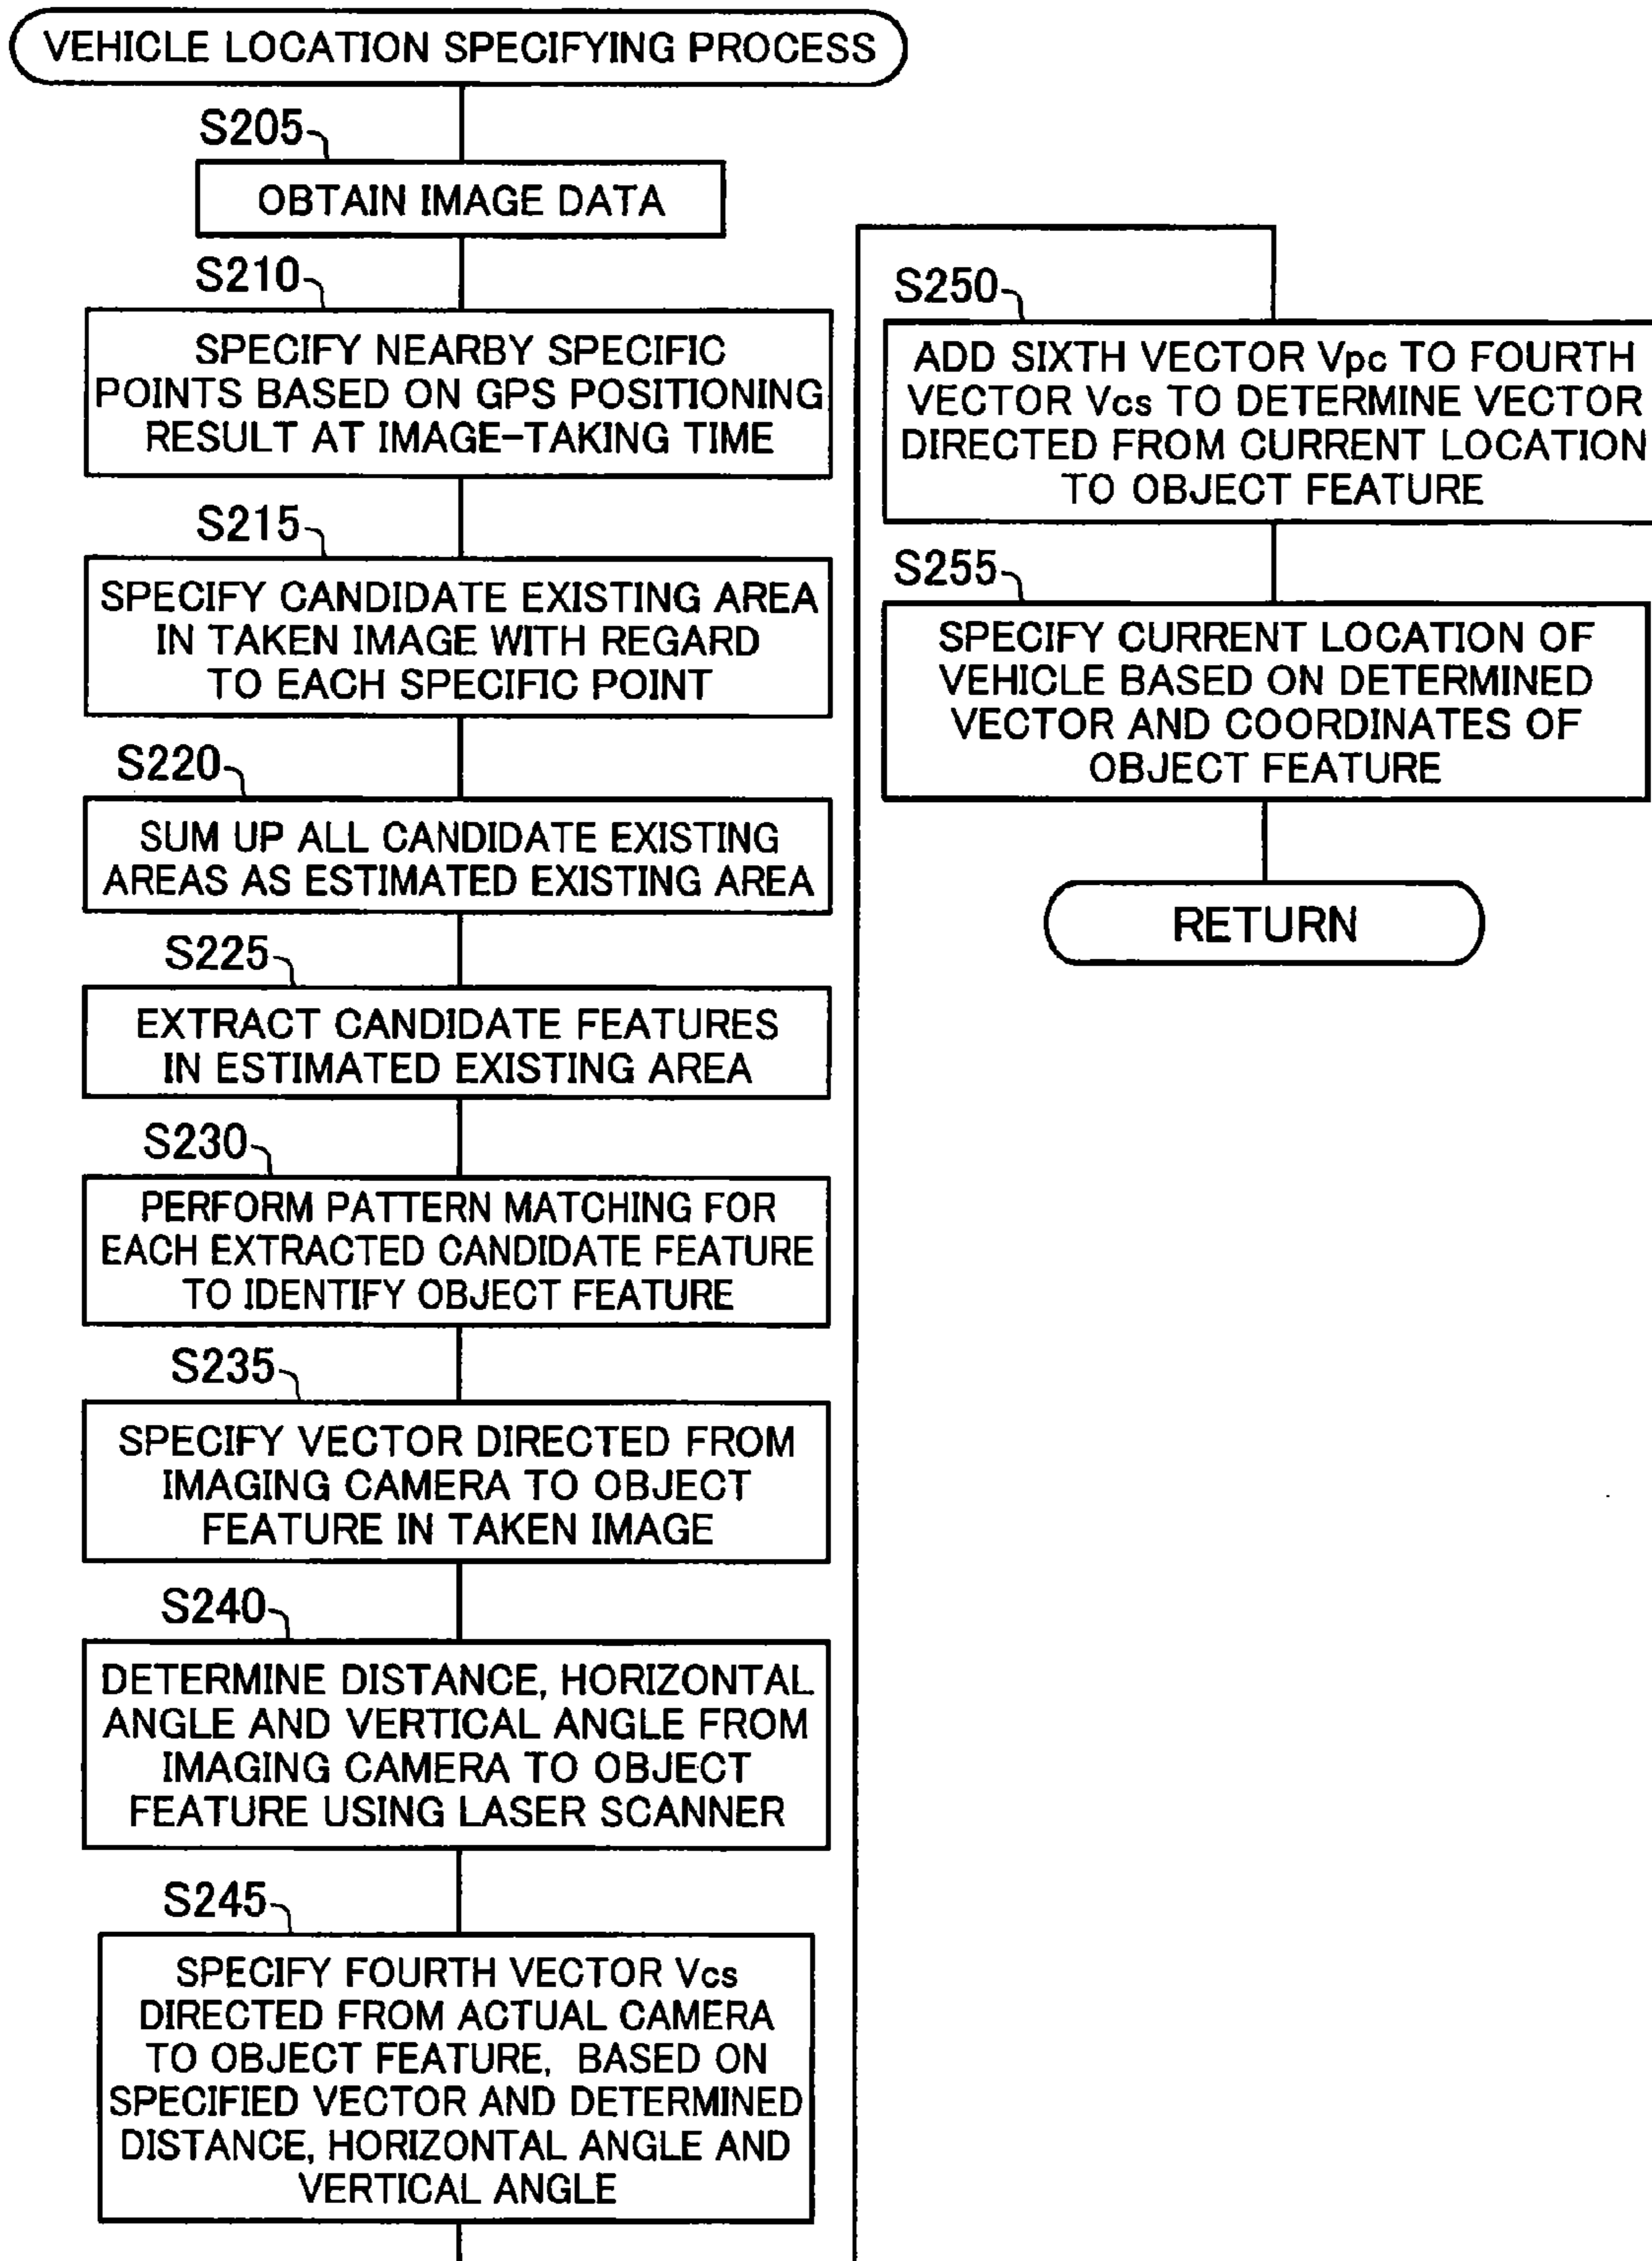 VEHICLE LOCATION SPECIFYING PROCESS
S205
OBTAIN IMAGE DATA
S210
SPECIFY NEARBY SPECIFIC
POINTS BASED ON GPS POSITIONING
RESULT AT IMAGE-TAKING TIME
S215
SPECIFY CANDIDATE EXISTING AREA
IN TAKEN IMAGE WITH REGARD
TO EACH SPECIFIC POINT
S220
SUM UP ALL CANDIDATE EXISTING
AREAS AS ESTIMATED EXISTING AREA
S225
EXTRACT CANDIDATE FEATURES
IN ESTIMATED EXISTING AREA
S230
PERFORM PATTERN MATCHING FOR
EACH EXTRACTED CANDIDATE FEATURE
TO IDENTIFY OBJECT FEATURE
S235
SPECIFY VECTOR DIRECTED FROM
IMAGING CAMERA TO OBJECT
FEATURE IN TAKEN IMAGE
S240
DETERMINE DISTANCE, HORIZONTAL
ANGLE AND VERTICAL ANGLE FROM
IMAGING CAMERA TO OBJECT
FEATURE USING LASER SCANNER
S245
SPECIFY FOURTH VECTOR Vcs
DIRECTED FROM ACTUAL CAMERA
TO OBJECT FEATURE, BASED ON
SPECIFIED VECTOR AND DETERMINED
DISTANCE, HORIZONTAL ANGLE AND
VERTICAL ANGLE
S250
ADD SIXTH VECTOR Vpc TO FOURTH
VECTOR Vcs TO DETERMINE VECTOR
DIRECTED FROM CURRENT LOCATION
TO OBJECT FEATURE
S255
SPECIFY CURRENT LOCATION OF
VEHICLE BASED ON DETERMINED
VECTOR AND COORDINATES OF
OBJECT FEATURE
RETURN